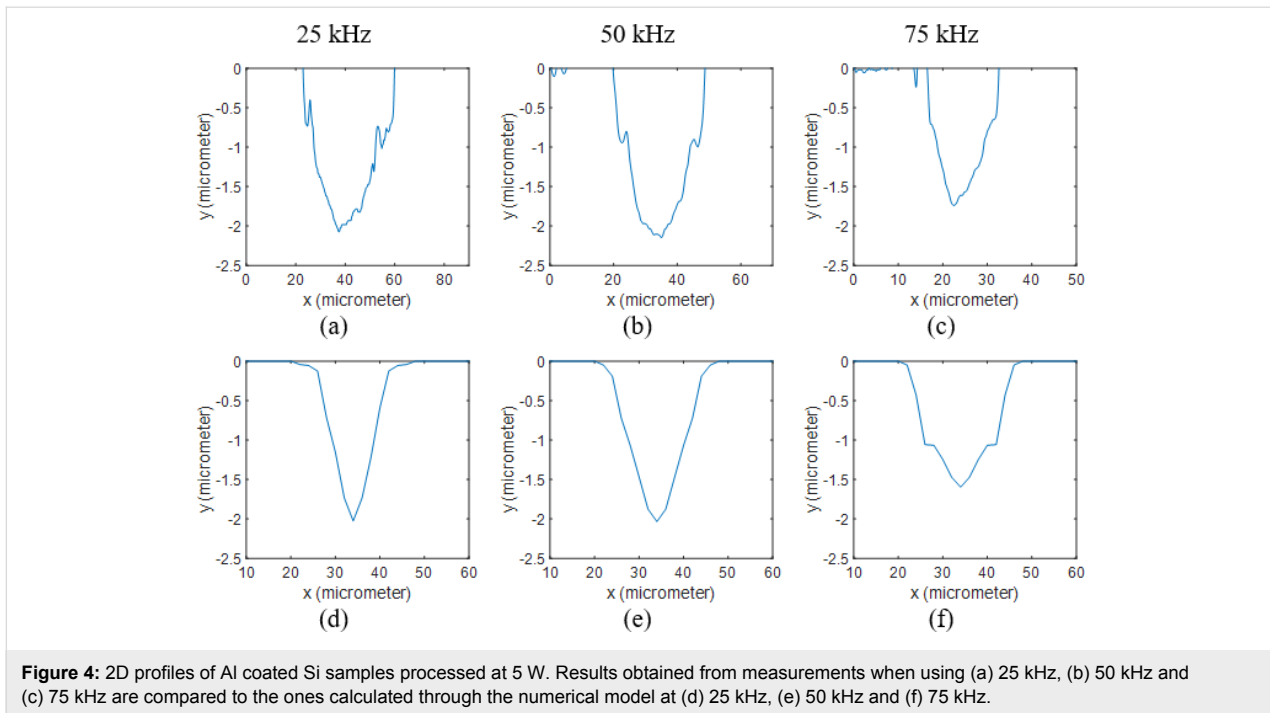 25 kHz
50 kHz
75 kHz
0
-0.5
-1
-1.5
-2
-2.5
y (micrometer)
0 20 40 60 80
x (micrometer)
(a)
0
-0.5
-1
-1.5
-2
-2.5
y (micrometer)
0 20 40 60
x (micrometer)
(b)
0
-0.5
-1
-1.5
-2
-2.5
y (micrometer)
0 10 20 30 40 50
x (micrometer)
(c)
0
-0.5
-1
-1.5
-2
-2.5
y (micrometer)
10 20 30 40 50 60
x (micrometer)
(d)
0
-0.5
-1
-1.5
-2
-2.5
y (micrometer)
10 20 30 40 50 60
x (micrometer)
(e)
0
-0.5
-1
-1.5
-2
-2.5
y (micrometer)
10 20 30 40 50 60
x (micrometer)
(f)
Figure 4: 2D profiles of Al coated Si samples processed at 5 W. Results obtained from measurements when using (a) 25 kHz, (b) 50 kHz and
(c) 75 kHz are compared to the ones calculated through the numerical model at (d) 25 kHz, (e) 50 kHz and (f) 75 kHz.